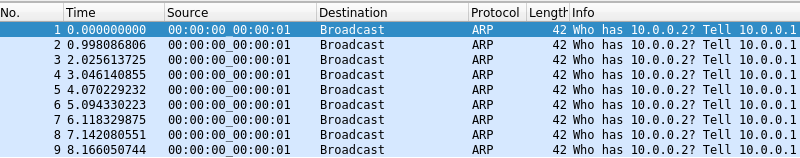 No. Time Source Destination Protocol Length Info
1 0.000000000 00:00:00_00:00:01 Broadcast ARP 42 Who has 10.0.0.2? Tell 10.0.0.1
2 0.998086806 00:00:00_00:00:01 Broadcast ARP 42 Who has 10.0.0.2? Tell 10.0.0.1
3 2.025613725 00:00:00_00:00:01 Broadcast ARP 42 Who has 10.0.0.2? Tell 10.0.0.1
4 3.046140855 00:00:00_00:00:01 Broadcast ARP 42 Who has 10.0.0.2? Tell 10.0.0.1
5 4.070229232 00:00:00_00:00:01 Broadcast ARP 42 Who has 10.0.0.2? Tell 10.0.0.1
6 5.094330223 00:00:00_00:00:01 Broadcast ARP 42 Who has 10.0.0.2? Tell 10.0.0.1
7 6.118329875 00:00:00_00:00:01 Broadcast ARP 42 Who has 10.0.0.2? Tell 10.0.0.1
8 7.142080551 00:00:00_00:00:01 Broadcast ARP 42 Who has 10.0.0.2? Tell 10.0.0.1
9 8.166050744 00:00:00_00:00:01 Broadcast ARP 42 Who has 10.0.0.2? Tell 10.0.0.1